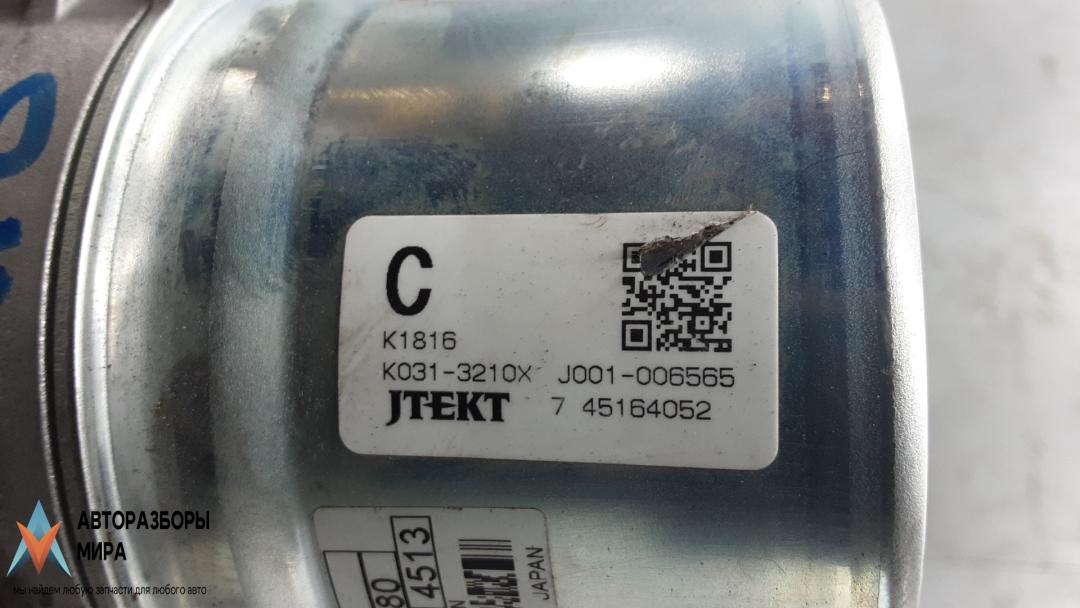 C
K1816
K031-3210X J001-006565
JTEKT 7 45164052
4513
80
JAPAN
АВТОРАЗБОРЫ
МИРА
мы найдем любую запчасти для любого авто